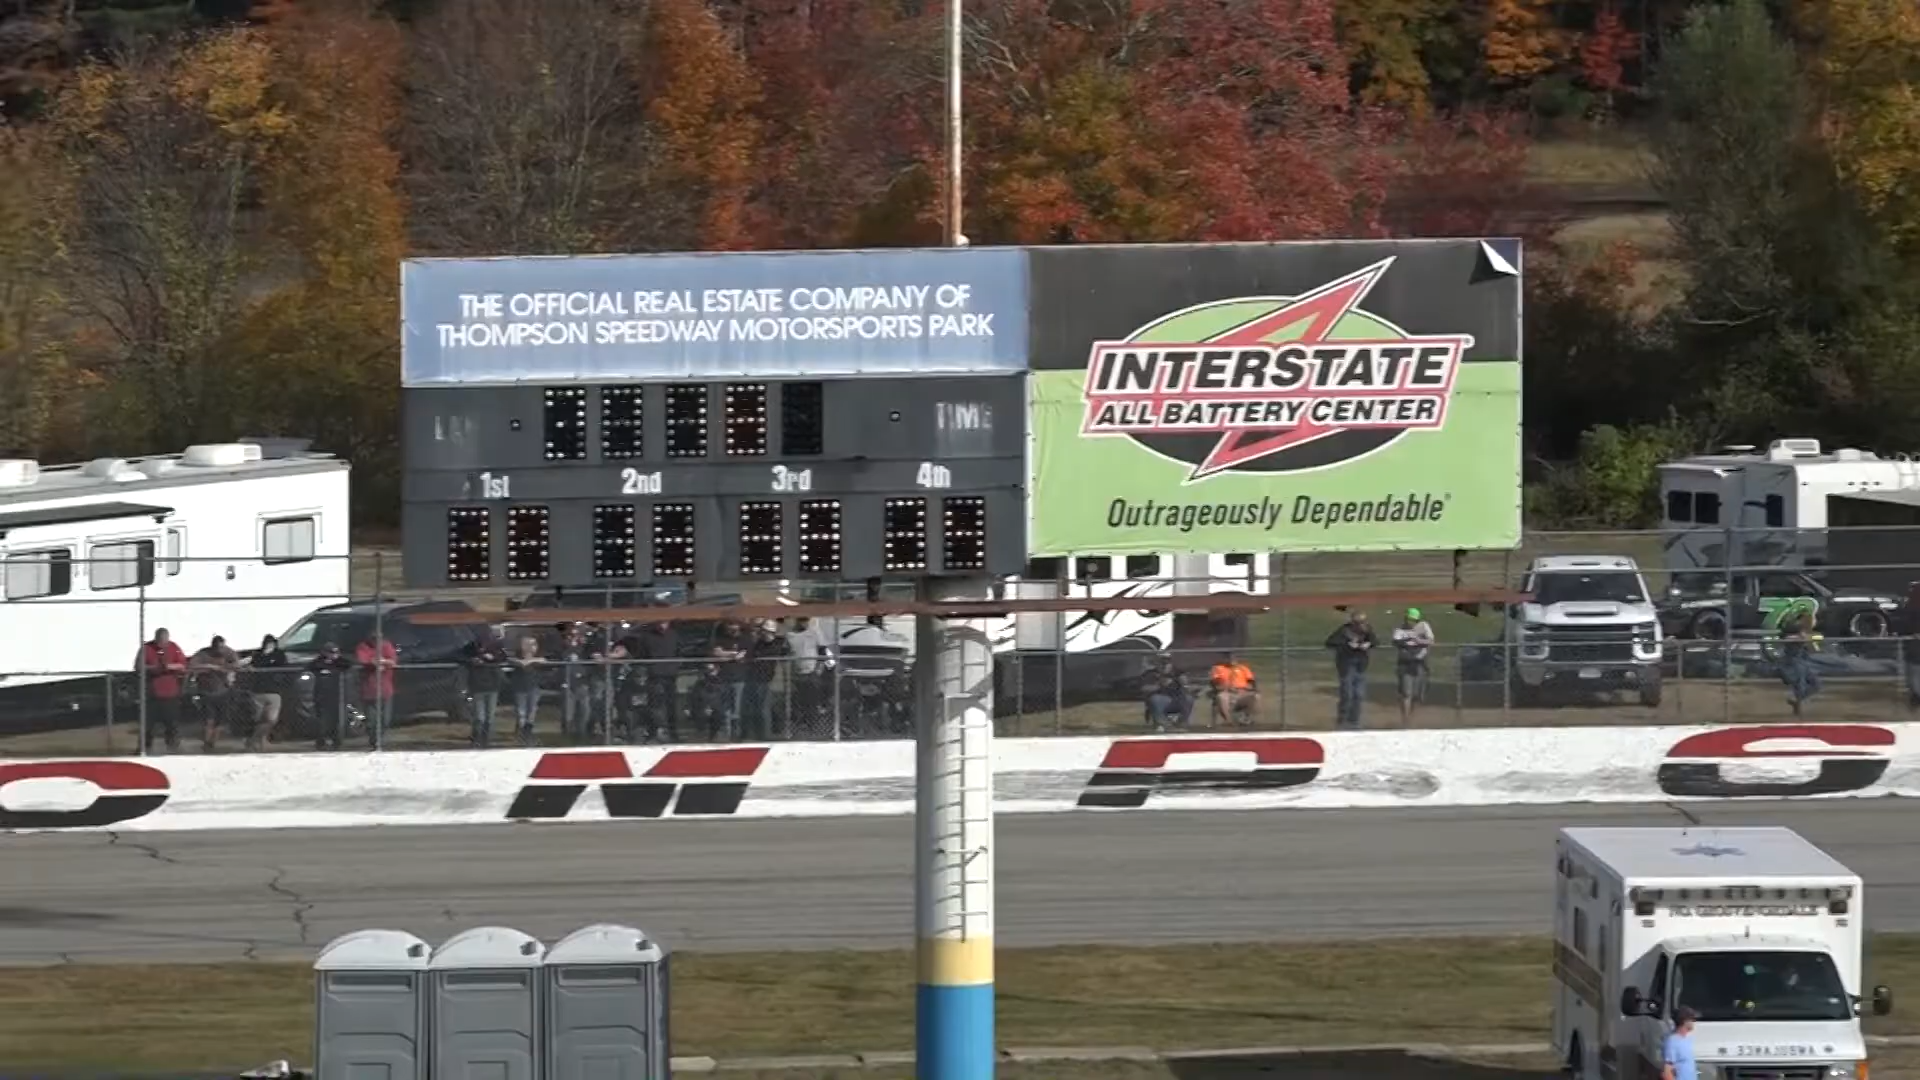 THE OFFICIAL REAL ESTATE COMPANY OF
THOMPSON SPEEDWAY MOTORSPORTS PARK
INTERSTATE®
ALL BATTERY CENTER
Outrageously Dependable®
LAP
TIME
1st 2nd 3rd 4th
O M P S